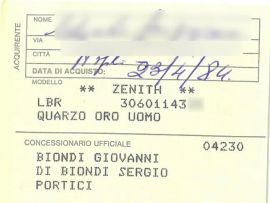 ACQUIRENTE
NOME
VIA
CITTÀ
DATA DI ACQUISTO: 23/4/84.
MODELLO
** ZENITH **
LBR 30601143
QUARZO ORO UOMO
CONCESSIONARIO UFFICIALE 04230
BIONDI GIOVANNI
DI BIONDI SERGIO
PORTICI